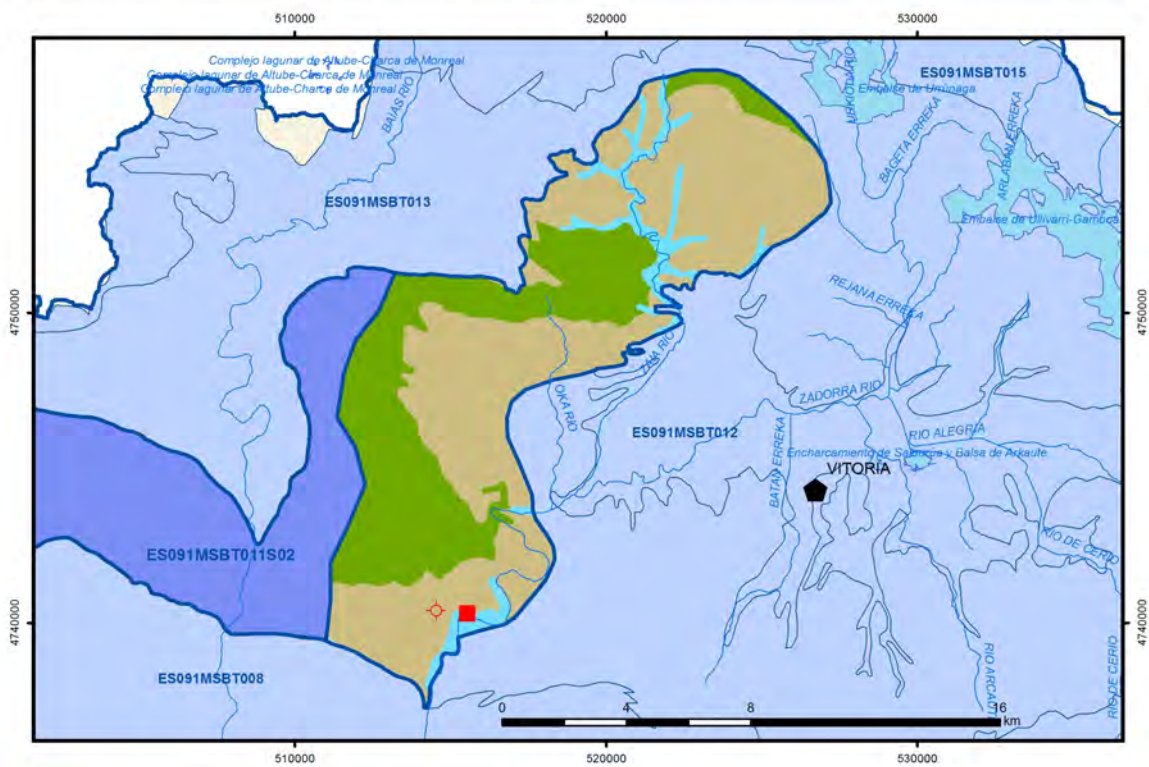 510000
520000
530000
Complejo lagunar de Altube-Charca de Monreal
Complejo lagunar de Altube-Charca de Monreal
Complejo lagunar de Altube-Charca de Monreal
BAIAS RIO
URKIOLA RIO
ES091MSBT015
Embalse de Urrúnaga
BAGETA ERREKA
ARLABAN ERREKA
ES091MSBT013
Embalse de Ullivarri-Gamboa
4750000
4750000
REJANA ERREKA
ZAIA RIO
OKA RIO
ZADORRA RIO
ES091MSBT012
RIO ALEGRIA
BATAN ERREKA
Encharcamiento de Salburua y Balsa de Arkaute
VITORIA
RIO DE CERIO
ES091MSBT011S02
4740000
4740000
ES091MSBT008
RIO ARCAUTI
RIO DE CERIO
0
4
8
16
km
510000
520000
530000